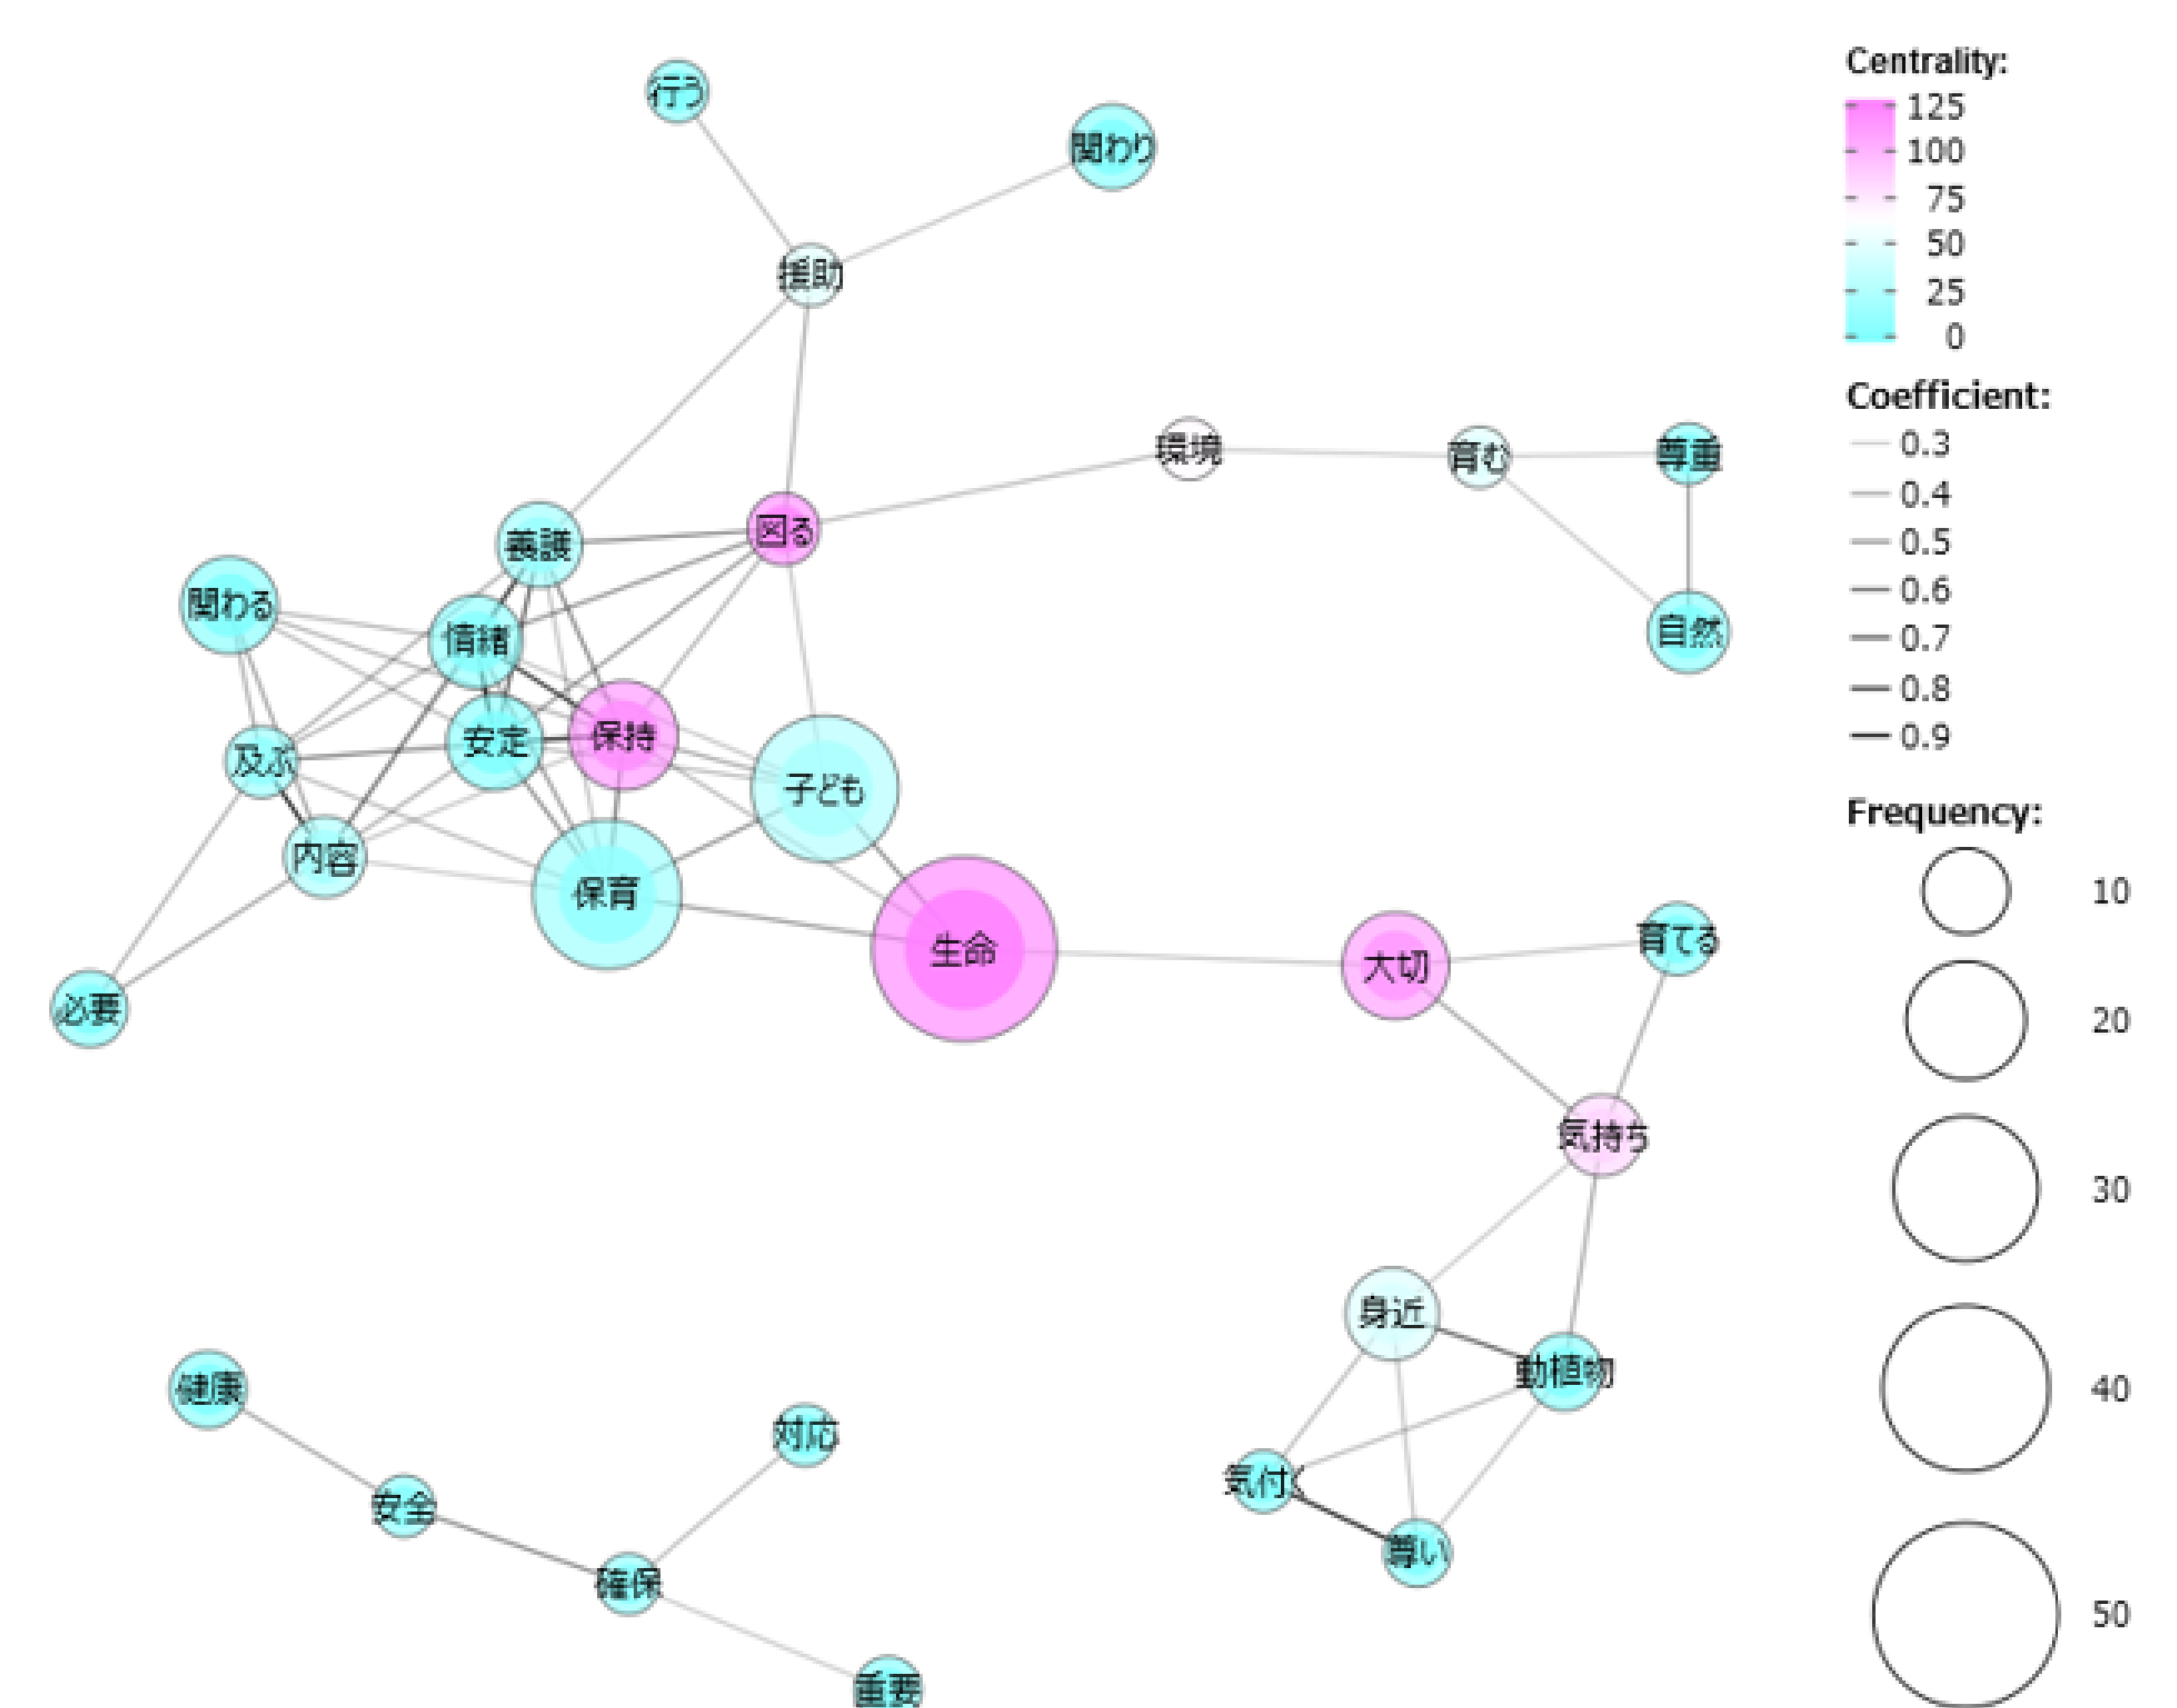 行う
関わり
援助
環境
育む
尊重
養護
図る
関わる
情緒
自然
安定
保持
及ぶ
子ども
内容
保育
生命
大切
育てる
必要
気持ち
身近
動植物
健康
対応
気付く
安全
尊い
確保
重要
Centrality:
125
100
75
50
25
0
Coefficient:
0.3
0.4
0.5
0.6
0.7
0.8
0.9
Frequency:
10
20
30
40
50